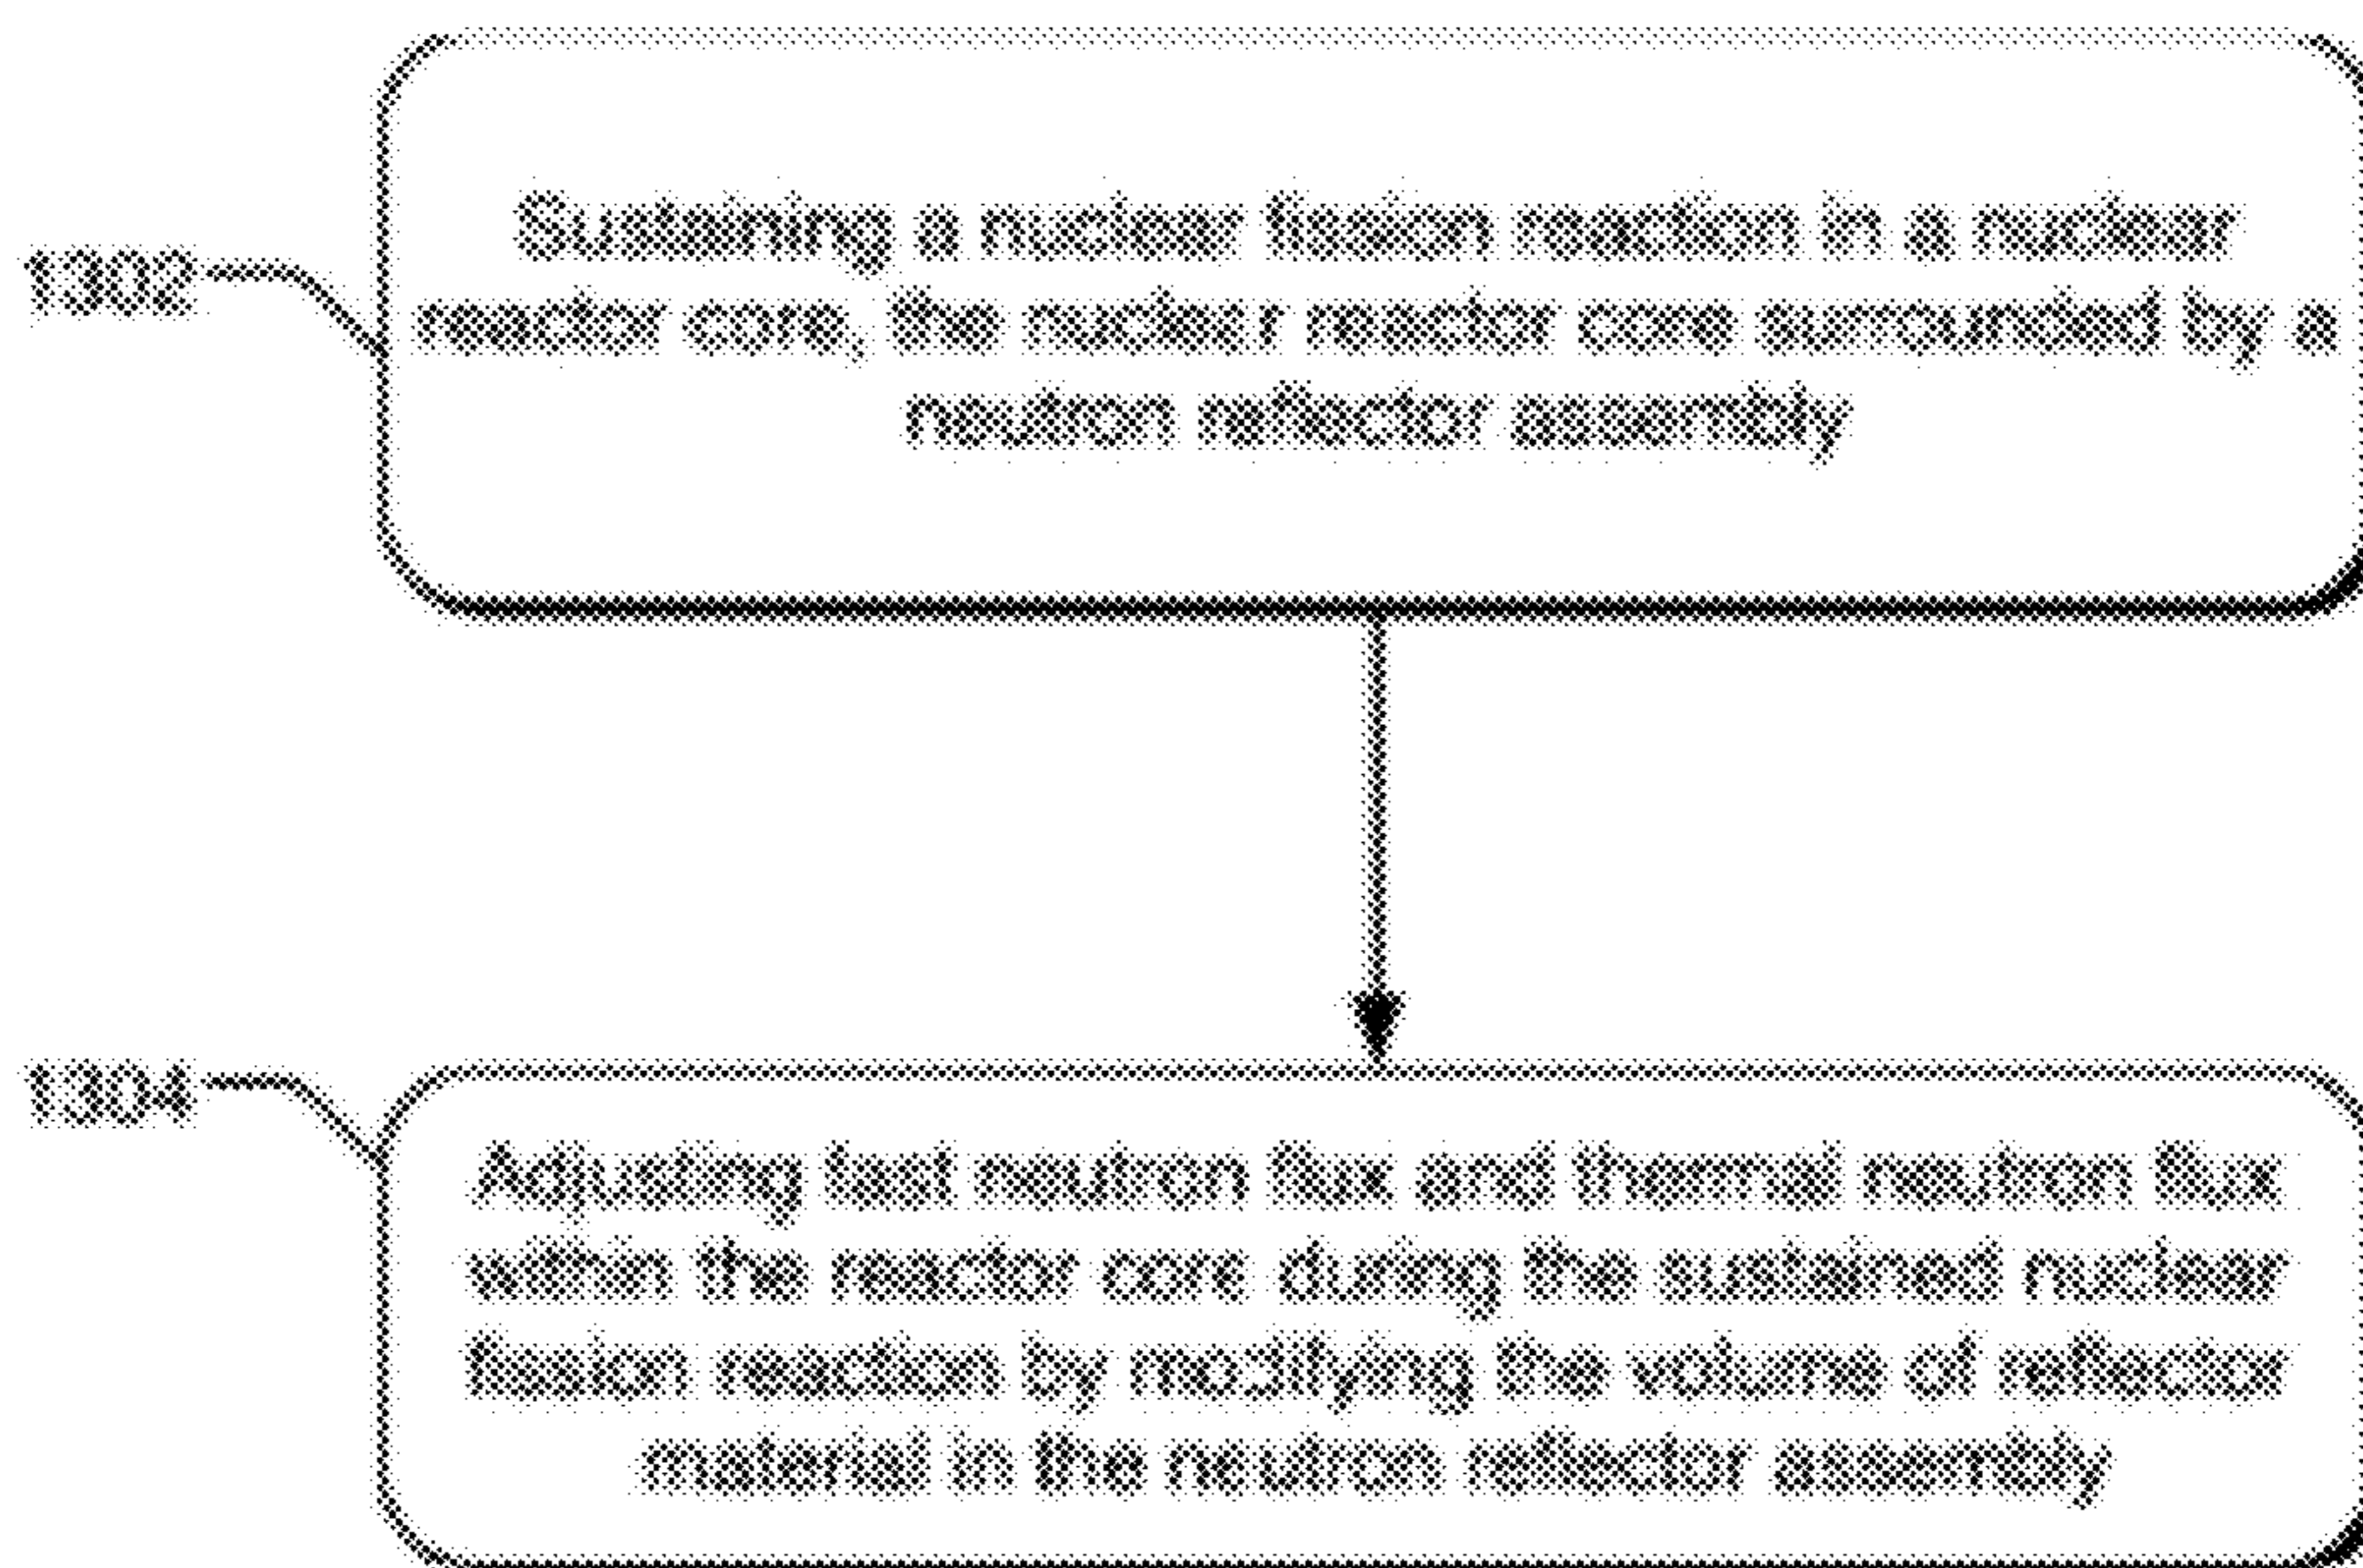 1302
Sustaining a nuclear fission reaction in a nuclear
reactor core, the nuclear reactor core surrounded by a
neutron reflector assembly
1304
Adjusting fast neutron flux and thermal neutron flux
within the reactor core during the sustained nuclear
fission reaction by modifying the volume of reflector
material in the neutron reflector assembly